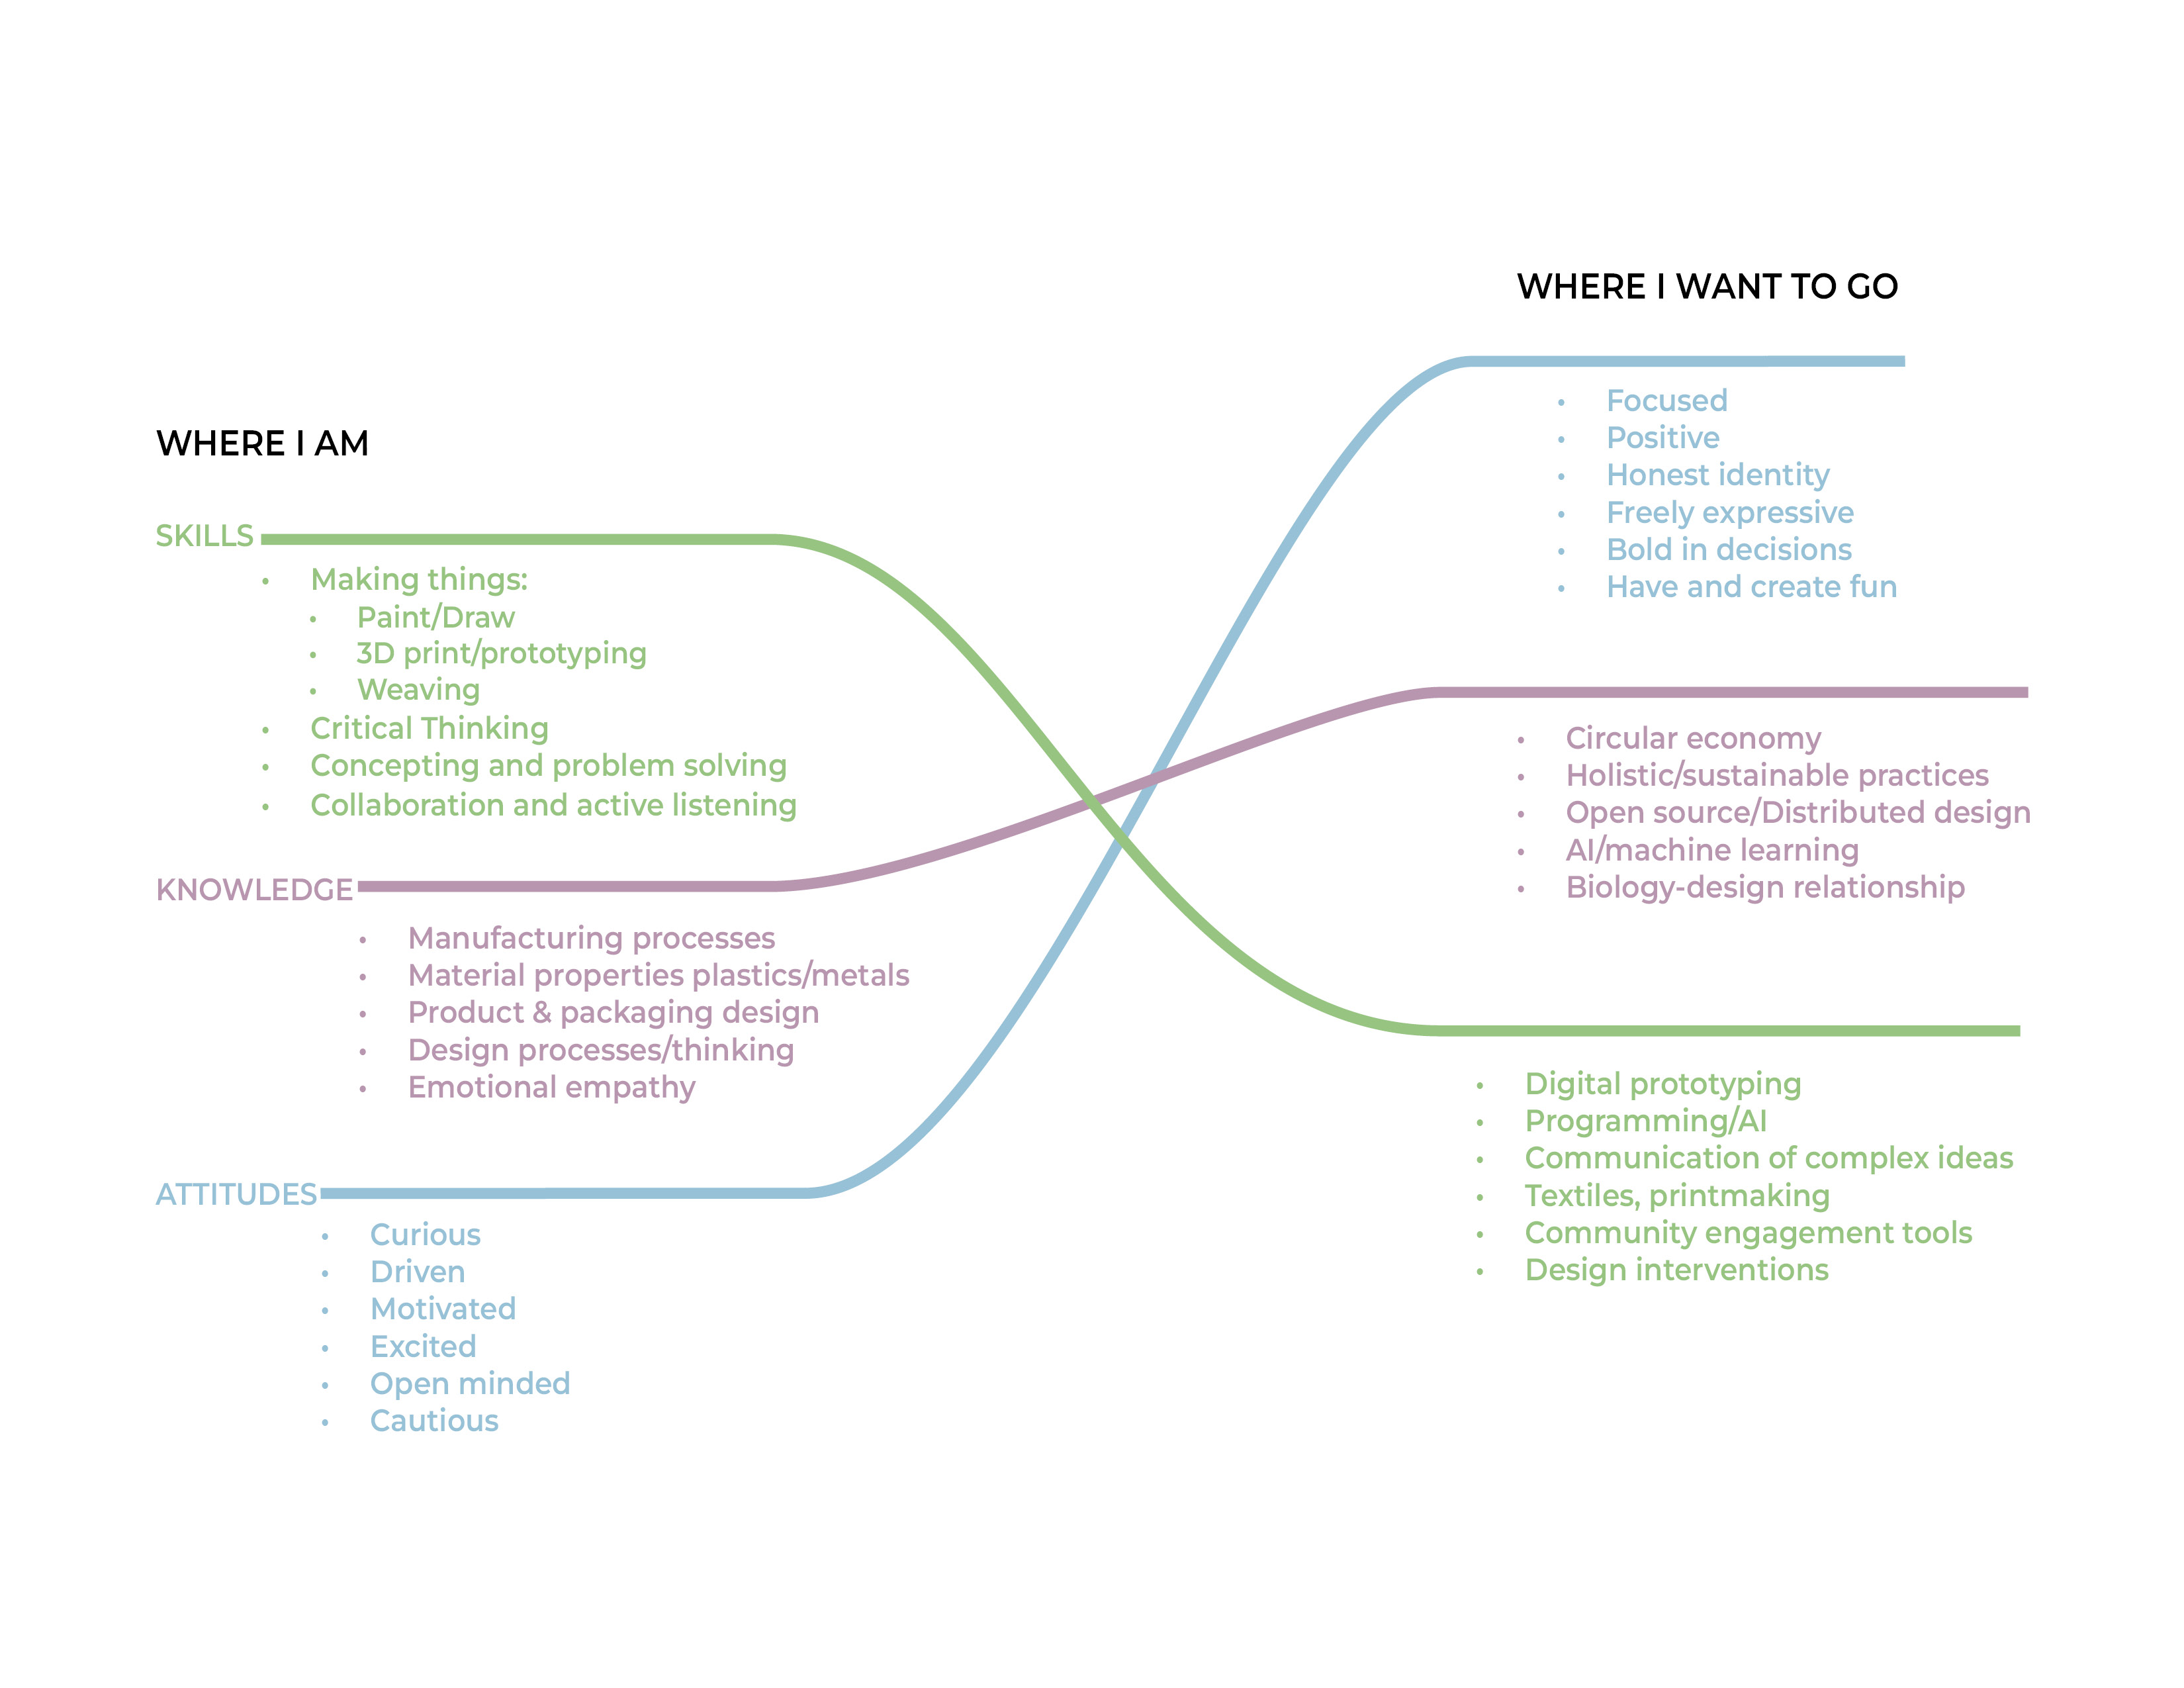 WHERE I AM
SKILLS
• Making things:
• Paint/Draw
• 3D print/prototyping
• Weaving
• Critical Thinking
• Concepting and problem solving
• Collaboration and active listening
KNOWLEDGE
• Manufacturing processes
• Material properties plastics/metals
• Product & packaging design
• Design processes/thinking
• Emotional empathy
ATTITUDES
• Curious
• Driven
• Motivated
• Excited
• Open minded
• Cautious
WHERE I WANT TO GO
• Focused
• Positive
• Honest identity
• Freely expressive
• Bold in decisions
• Have and create fun
• Circular economy
• Holistic/sustainable practices
• Open source/Distributed design
• AI/machine learning
• Biology-design relationship
• Digital prototyping
• Programming/AI
• Communication of complex ideas
• Textiles, printmaking
• Community engagement tools
• Design interventions